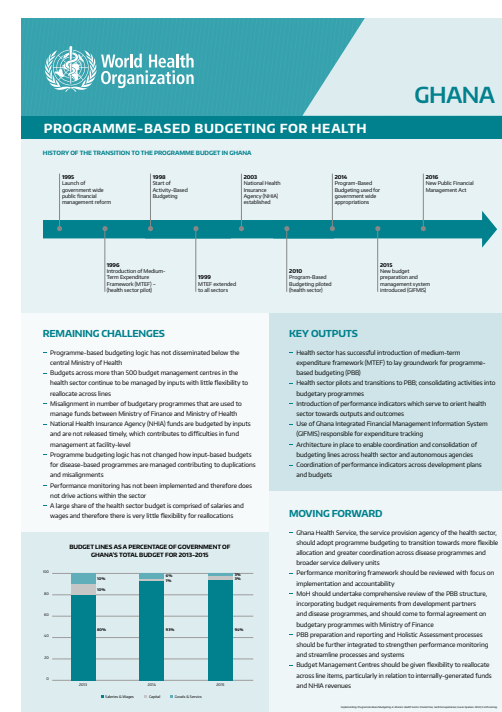 World Health
Organization
GHANA
PROGRAMME-BASED BUDGETING FOR HEALTH
HISTORY OF THE TRANSITION TO THE PROGRAMME BUDGET IN GHANA
1995
Launch of
government wide
public financial
management reform
1998
Start of
Activity-Based
Budgeting
2003
National Health
Insurance
Agency (NHIA)
established
2014
Program-Based
Budgeting used for
government wide
appropriations
2016
New Public Financial
Management Act
1996
Introduction of Medium-
Term Expenditure
Framework (MTEF) –
(health sector pilot)
1999
MTEF extended
to all sectors
2010
Program-Based
Budgeting piloted
(health sector)
2015
New budget
preparation and
management system
introduced (GIFMIS)
REMAINING CHALLENGES
– Programme-based budgeting logic has not disseminated below the
central Ministry of Health
– Budgets across more than 500 budget management centres in the
health sector continue to be managed by inputs with little flexibility to
reallocate across lines
– Misalignment in number of budgetary programmes that are used to
manage funds between Ministry of Finance and Ministry of Health
– National Health Insurance Agency (NHIA) funds are budgeted by inputs
and are not released timely, which contributes to difficulties in fund
management at facility-level
– Programme budgeting logic has not changed how input-based budgets
for disease-based programmes are managed contributing to duplications
and misalignments
– Performance monitoring has not been implemented and therefore does
not drive actions within the sector
– A large share of the health sector budget is comprised of salaries and
wages and therefore there is very little flexibility for reallocations
KEY OUTPUTS
– Health sector has successful introduction of medium-term
expenditure framework (MTEF) to lay groundwork for programme-
based budgeting (PBB)
– Health sector pilots and transitions to PBB; consolidating activities into
budgetary programmes
– Introduction of performance indicators which serve to orient health
sector towards outputs and outcomes
– Use of Ghana Integrated Financial Management Information System
(GIFMIS) responsible for expenditure tracking
– Architecture in place to enable coordination and consolidation of
budgeting lines across health sector and autonomous agencies
– Coordination of performance indicators across development plans
and budgets
MOVING FORWARD
– Ghana Health Service, the service provision agency of the health sector,
should adopt programme budgeting to transition towards more flexible
allocation and greater coordination across disease programmes and
broader service delivery units
– Performance monitoring framework should be reviewed with focus on
implementation and accountability
– MoH should undertake comprehensive review of the PBB structure,
incorporating budget requirements from development partners
and disease programmes, and should come to formal agreement on
budgetary programmes with Ministry of Finance
– PBB preparation and reporting and Holistic Assessment processes
should be further integrated to strengthen performance monitoring
and streamline processes and systems
– Budget Management Centres should be given flexibility to reallocate
across line items, particularly in relation to internally-generated funds
and NHIA revenues
BUDGET LINES AS A PERCENTAGE OF GOVERNMENT OF
GHANA'S TOTAL BUDGET FOR 2013–2015
100
80
60
40
20
0
10%
10%
80%
6%
1%
93%
3%
3%
94%
2013
2014
2015
Salaries & Wages
Capital
Goods & Service